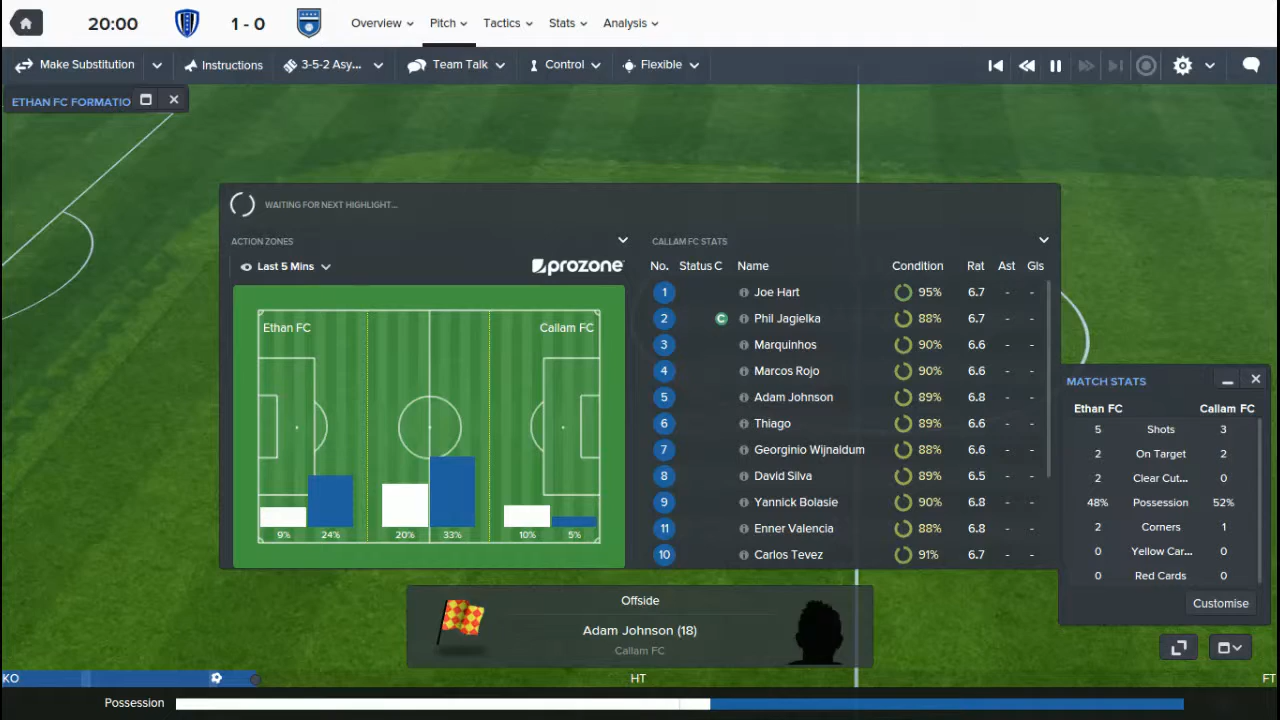 20:00 1 - 0 Overview Pitch Tactics Stats Analysis
Make Substitution Instructions 3-5-2 Asy... Team Talk Control Flexible
ETHAN FC FORMATIO
WAITING FOR NEXT HIGHLIGHT...
ACTION ZONES
Last 5 Mins prozone
Ethan FC Callam FC
9% 24% 20% 33% 10% 5%
CALLAM FC STATS
No. Status C Name Condition Rat Ast Gls
1 Joe Hart 95% 6.7 - -
2 C Phil Jagielka 88% 6.7 - -
3 Marquinhos 90% 6.6 - -
4 Marcos Rojo 90% 6.6 - -
5 Adam Johnson 89% 6.8 - -
6 Thiago 89% 6.6 - -
7 Georginio Wijnaldum 88% 6.6 - -
8 David Silva 89% 6.5 - -
9 Yannick Bolasie 90% 6.8 - -
11 Enner Valencia 88% 6.8 - -
10 Carlos Tevez 91% 6.7 - -
MATCH STATS
Ethan FC Callam FC
5 Shots 3
2 On Target 2
2 Clear Cut... 0
48% Possession 52%
2 Corners 1
0 Yellow Car... 0
0 Red Cards 0
Customise
Offside
Adam Johnson (18)
Callam FC
KO HT FT
Possession